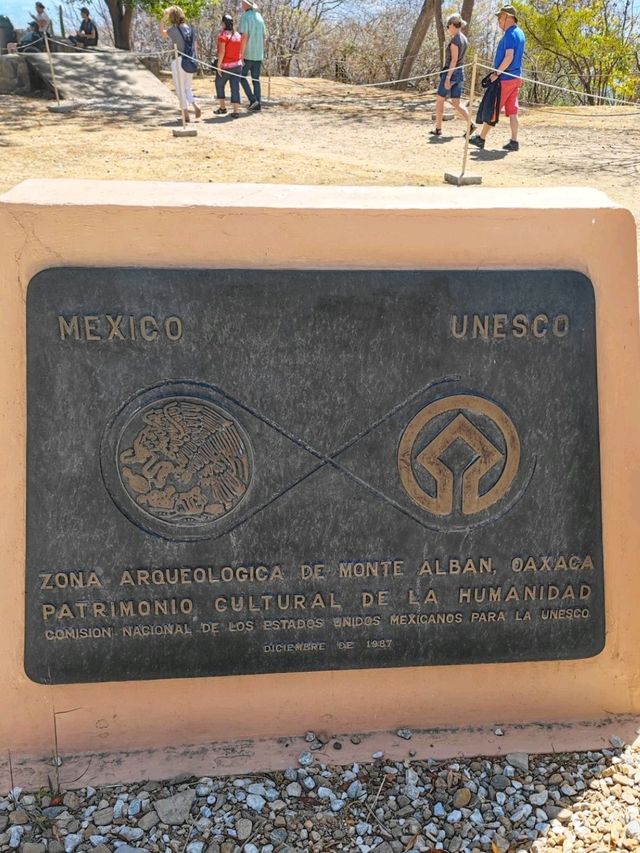 MEXICO UNESCO
ZONA ARQUEOLOGICA DE MONTE ALBAN, OAXACA
PATRIMONIO CULTURAL DE LA HUMANIDAD
COMISION NACIONAL DE LOS ESTADOS UNIDOS MEXICANOS PARA LA UNESCO
DICIEMBRE DE 1987